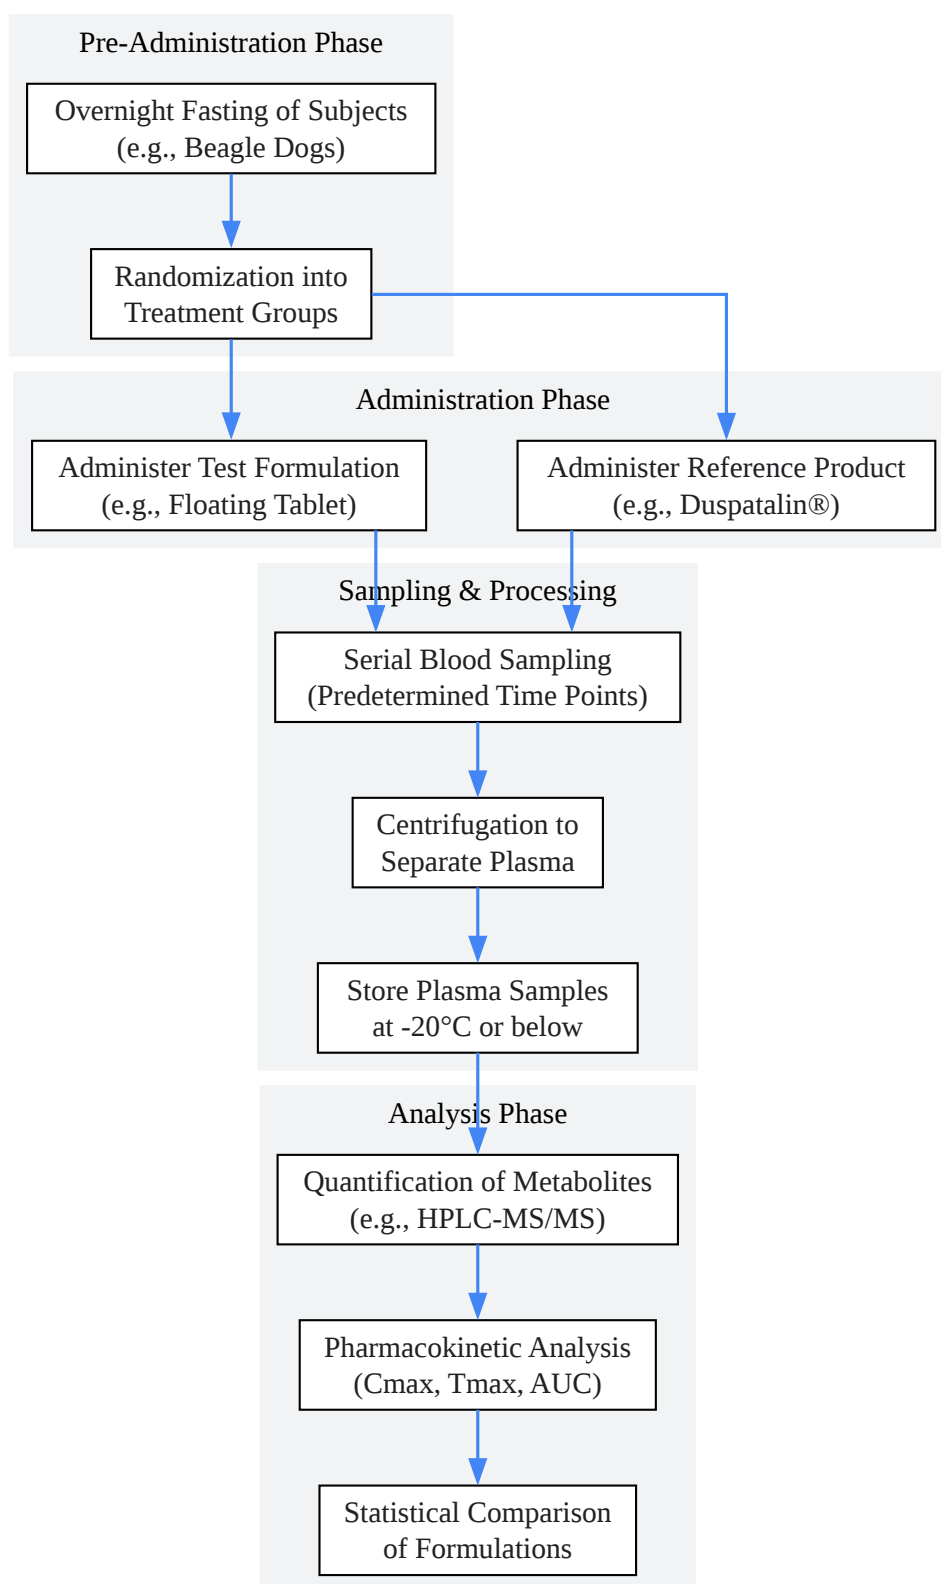 Pre-Administration Phase
Overnight Fasting of Subjects
(e.g., Beagle Dogs)
Randomization into
Treatment Groups
Administration Phase
Administer Test Formulation
(e.g., Floating Tablet)
Administer Reference Product
(e.g., Duspatalin®)
Sampling & Processing
Serial Blood Sampling
(Predetermined Time Points)
Centrifugation to
Separate Plasma
Store Plasma Samples
at -20°C or below
Analysis Phase
Quantification of Metabolites
(e.g., HPLC-MS/MS)
Pharmacokinetic Analysis
(Cmax, Tmax, AUC)
Statistical Comparison
of Formulations